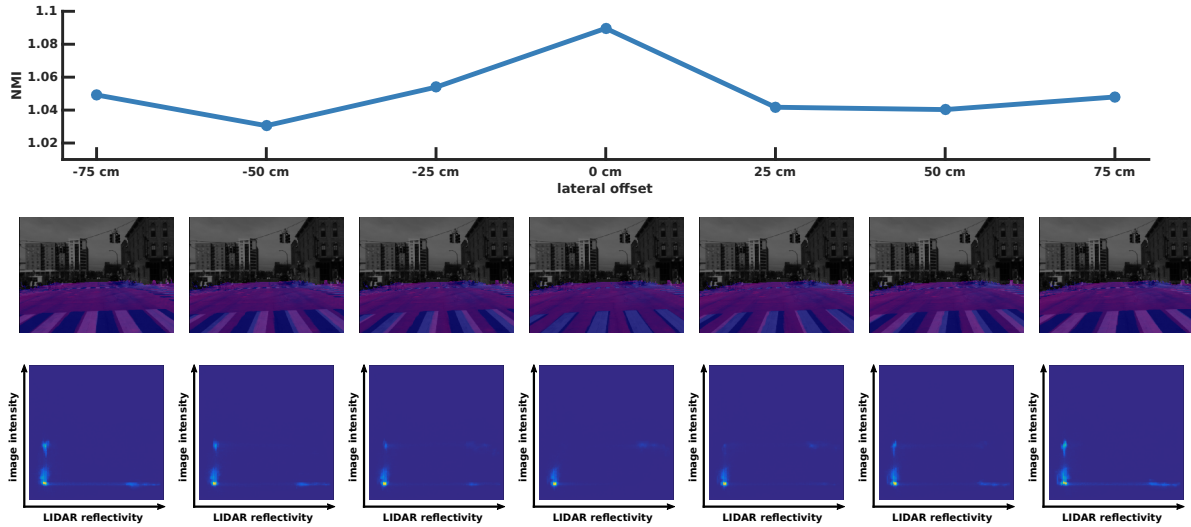 1.1
1.08
1.06
1.04
1.02
NMI
-75 cm -50 cm -25 cm 0 cm 25 cm 50 cm 75 cm
lateral offset
image intensity image intensity image intensity image intensity image intensity image intensity image intensity
LIDAR reflectivity LIDAR reflectivity LIDAR reflectivity LIDAR reflectivity LIDAR reflectivity LIDAR reflectivity LIDAR reflectivity